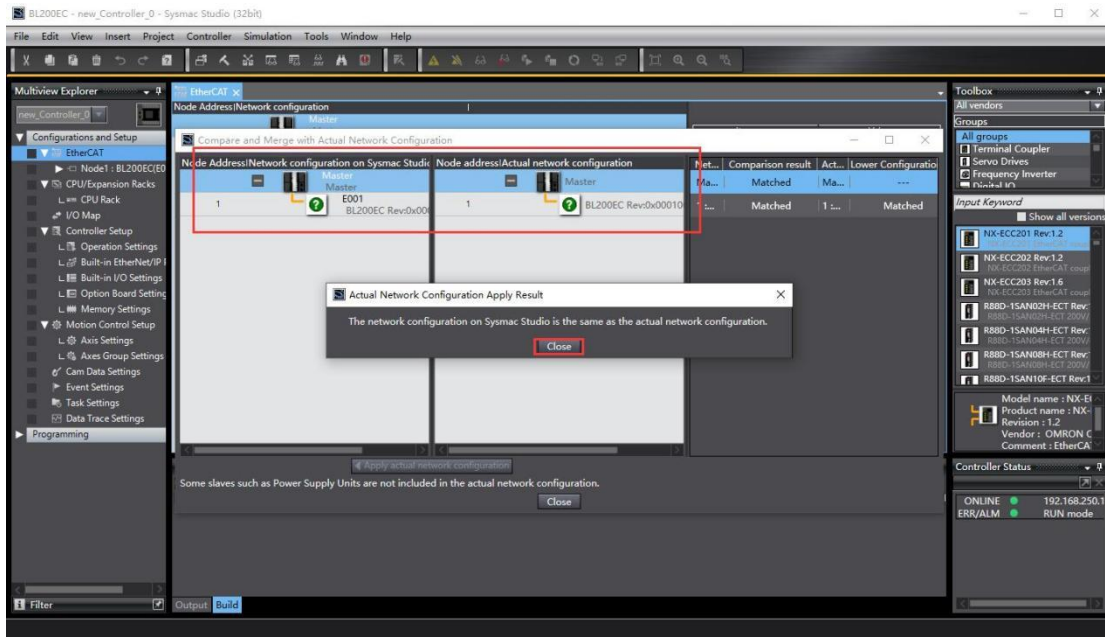 BL200EC - new_Controller_0 - Sysmac Studio (32bit)
File Edit View Insert Project Controller Simulation Tools Window Help
Multiview Explorer
new_Controller_0
Configurations and Setup
EtherCAT
Node1 : BL200EC(E0
CPU/Expansion Racks
CPU Rack
I/O Map
Controller Setup
Operation Settings
Built-in EtherNet/IP
Built-in I/O Settings
Option Board Setting
Memory Settings
Motion Control Setup
Axis Settings
Axes Group Settings
Cam Data Settings
Event Settings
Task Settings
Data Trace Settings
Programming
Filter
EtherCAT
Node Address|Network configuration
Master
Compare and Merge with Actual Network Configuration
Node Address|Network configuration on Sysmac Studio
Node address|Actual network configuration
Net... Comparison result Act... Lower Configuratio
Master
Master
Master
Ma... Matched Ma... ---
1
E001
BL200EC Rev:0x000
1
BL200EC Rev:0x00010
1:... Matched 1:... Matched
Actual Network Configuration Apply Result
The network configuration on Sysmac Studio is the same as the actual network configuration.
Close
Apply actual network configuration
Some slaves such as Power Supply Units are not included in the actual network configuration.
Close
Output Build
Toolbox
All vendors
Groups
All groups
Terminal Coupler
Servo Drives
Frequency Inverter
Digital IO
Input Keyword
Show all versions
NX-ECC201 Rev:1.2
NX-ECC201 EtherCAT coupl
NX-ECC202 Rev:1.2
NX-ECC202 EtherCAT coupl
NX-ECC203 Rev:1.6
NX-ECC203 EtherCAT coupl
R88D-1SAN02H-ECT Rev:
R88D-1SAN02H-ECT 200V/
R88D-1SAN04H-ECT Rev:
R88D-1SAN04H-ECT 200V/
R88D-1SAN08H-ECT Rev:
R88D-1SAN08H-ECT 200V/
R88D-1SAN10F-ECT Rev:1
Model name : NX-E
Product name : NX-
Revision : 1.2
Vendor : OMRON C
Comment : EtherCA
Controller Status
ONLINE 192.168.250.1
ERR/ALM RUN mode